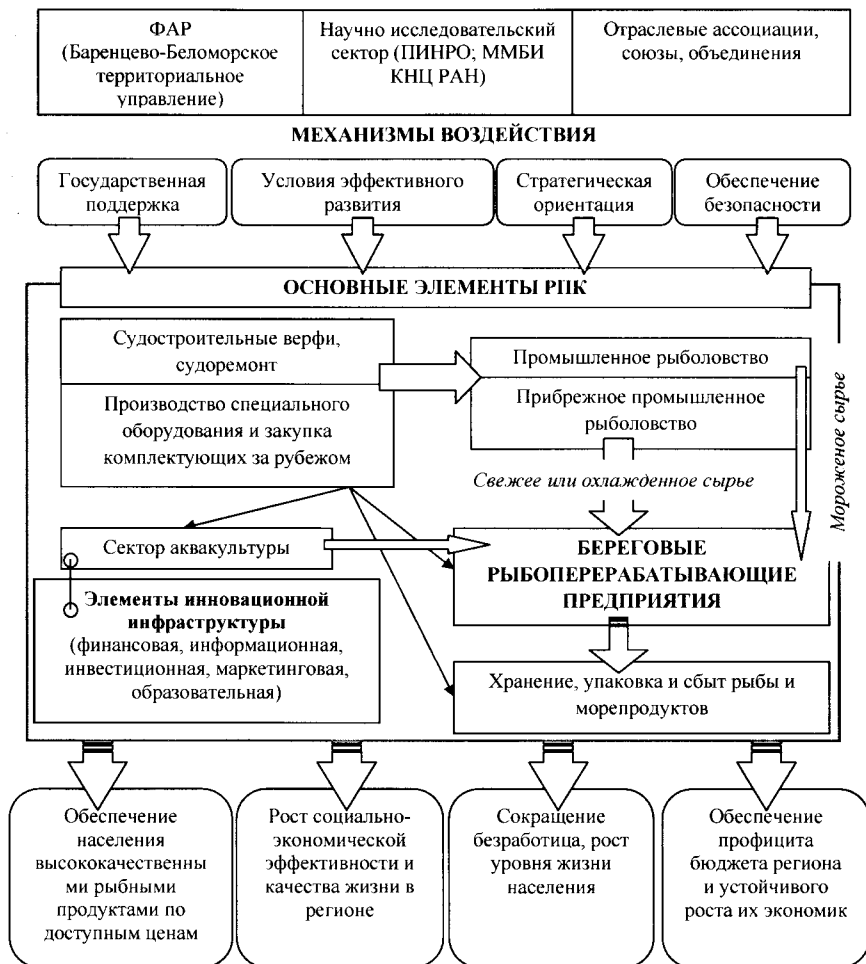 ФАР
(Баренцево-Беломорское
территориальное
управление)
Научно исследовательский
сектор (ПИНРО; ММБИ
КНЦ РАН)
Отраслевые ассоциации,
союзы, объединения
МЕХАНИЗМЫ ВОЗДЕЙСТВИЯ
Государственная
поддержка
Условия эффективного
развития
Стратегическая
ориентация
Обеспечение
безопасности
ОСНОВНЫЕ ЭЛЕМЕНТЫ РПК
Судостроительные верфи,
судоремонт
Производство специального
оборудования и закупка
комплектующих за рубежом
Промышленное рыболовство
Прибрежное промышленное
рыболовство
Мороженое сырье
Свежее или охлажденное сырье
Сектор аквакультуры
БЕРЕГОВЫЕ
РЫБОПЕРЕРАБАТЫВАЮЩИЕ
ПРЕДПРИЯТИЯ
Элементы инновационной
инфраструктуры
(финансовая, информационная,
инвестиционная, маркетинговая,
образовательная)
Хранение, упаковка и сбыт рыбы и
морепродуктов
Обеспечение
населения
высококачественны
ми рыбными
продуктами по
доступным ценам
Рост социально-
экономической
эффективности и
качества жизни в
регионе
Сокращение
безработица, рост
уровня жизни
населения
Обеспечение
профицита
бюджета региона
и устойчивого
роста их экономик